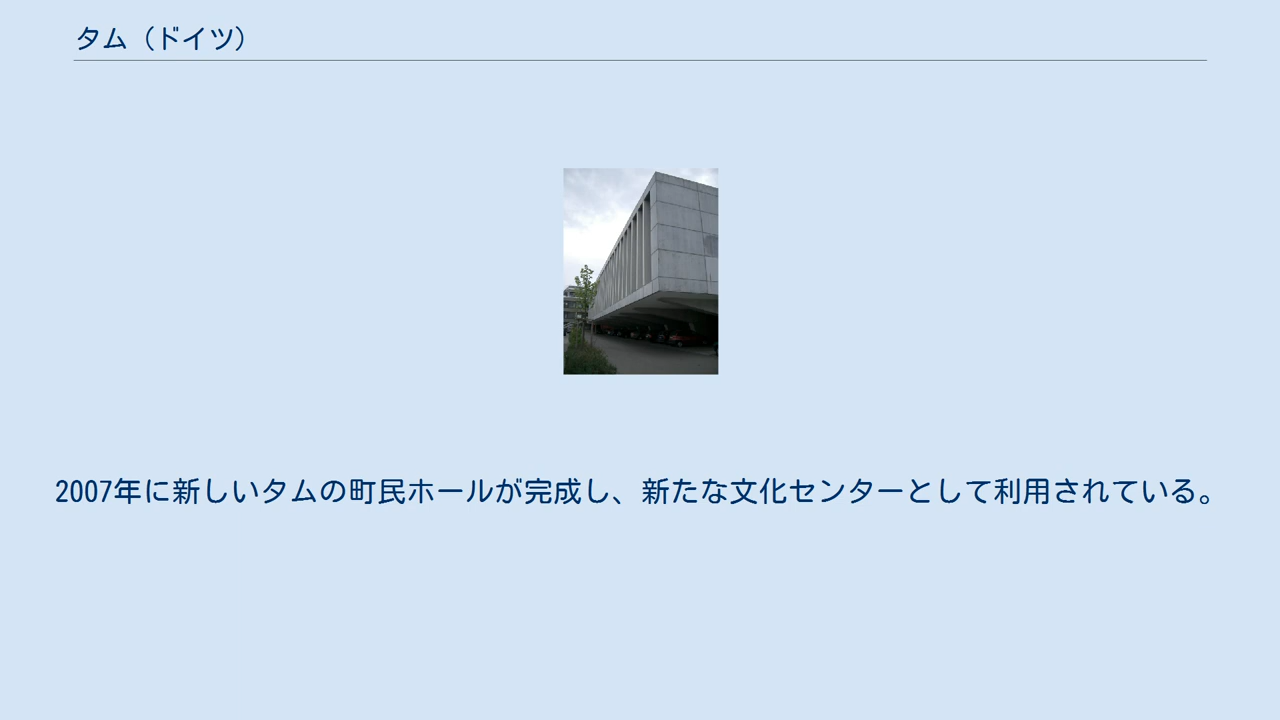 タム（ドイツ）
2007年に新しいタムの町民ホールが完成し、新たな文化センターとして利用されている。